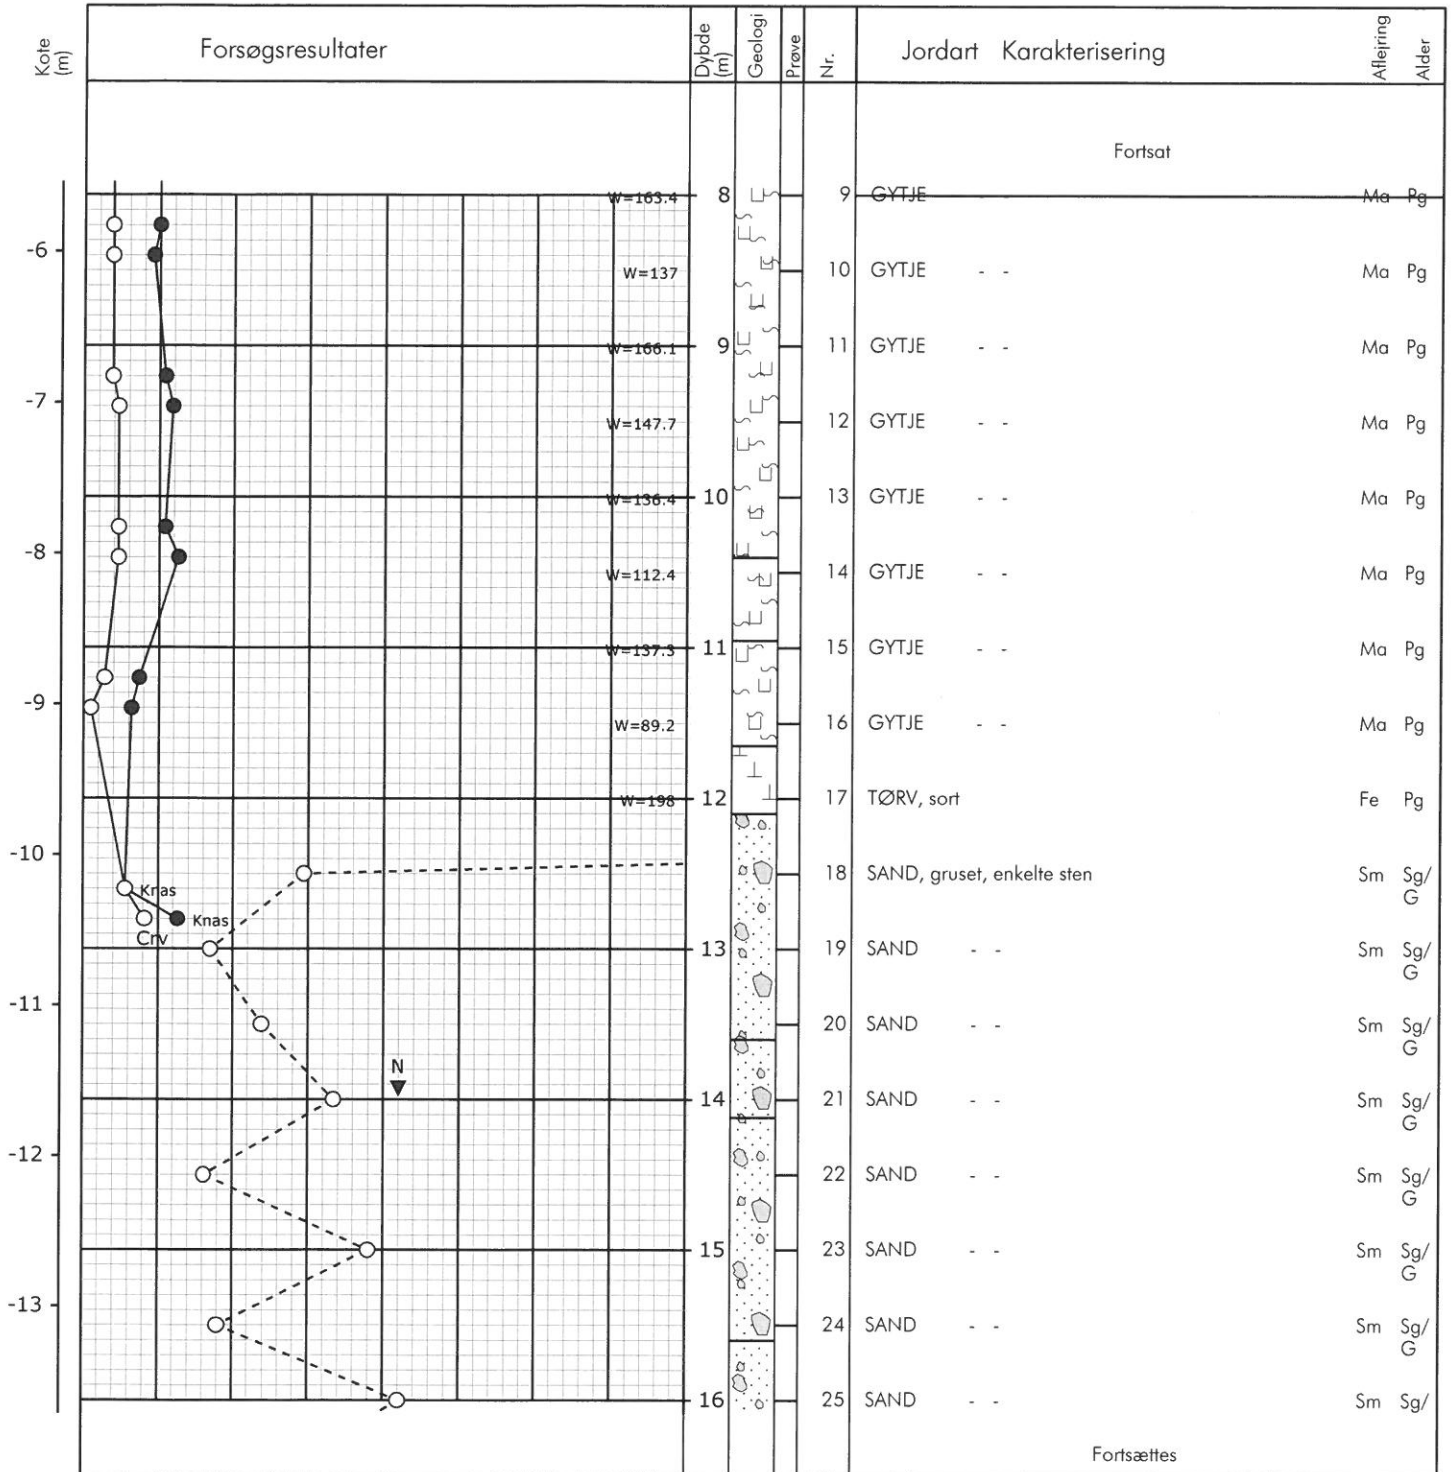 Kote (m)
Forsøgsresultater
Dybde (m)
Geologi
Prøve
Nr.
Jordart Karakterisering
Aflejring
Alder
Fortsat
W=163.4 8 9 GYTJE Ma Pg
-6
W=137 10 GYTJE - - Ma Pg
W=166.1 9 11 GYTJE - - Ma Pg
-7
W=147.7 12 GYTJE - - Ma Pg
W=136.4 10 13 GYTJE - - Ma Pg
-8
W=112.4 14 GYTJE - - Ma Pg
W=137.3 11 15 GYTJE - - Ma Pg
-9
W=89.2 16 GYTJE - - Ma Pg
W=198 12 17 TØRV, sort Fe Pg
-10
18 SAND, gruset, enkelte sten Sm Sg/G
Knas
Knas
Crv
13 19 SAND - - Sm Sg/G
-11
20 SAND - - Sm Sg/G
N
14 21 SAND - - Sm Sg/G
-12
22 SAND - - Sm Sg/G
15 23 SAND - - Sm Sg/G
-13
24 SAND - - Sm Sg/G
16 25 SAND - - Sm Sg/
Fortsættes